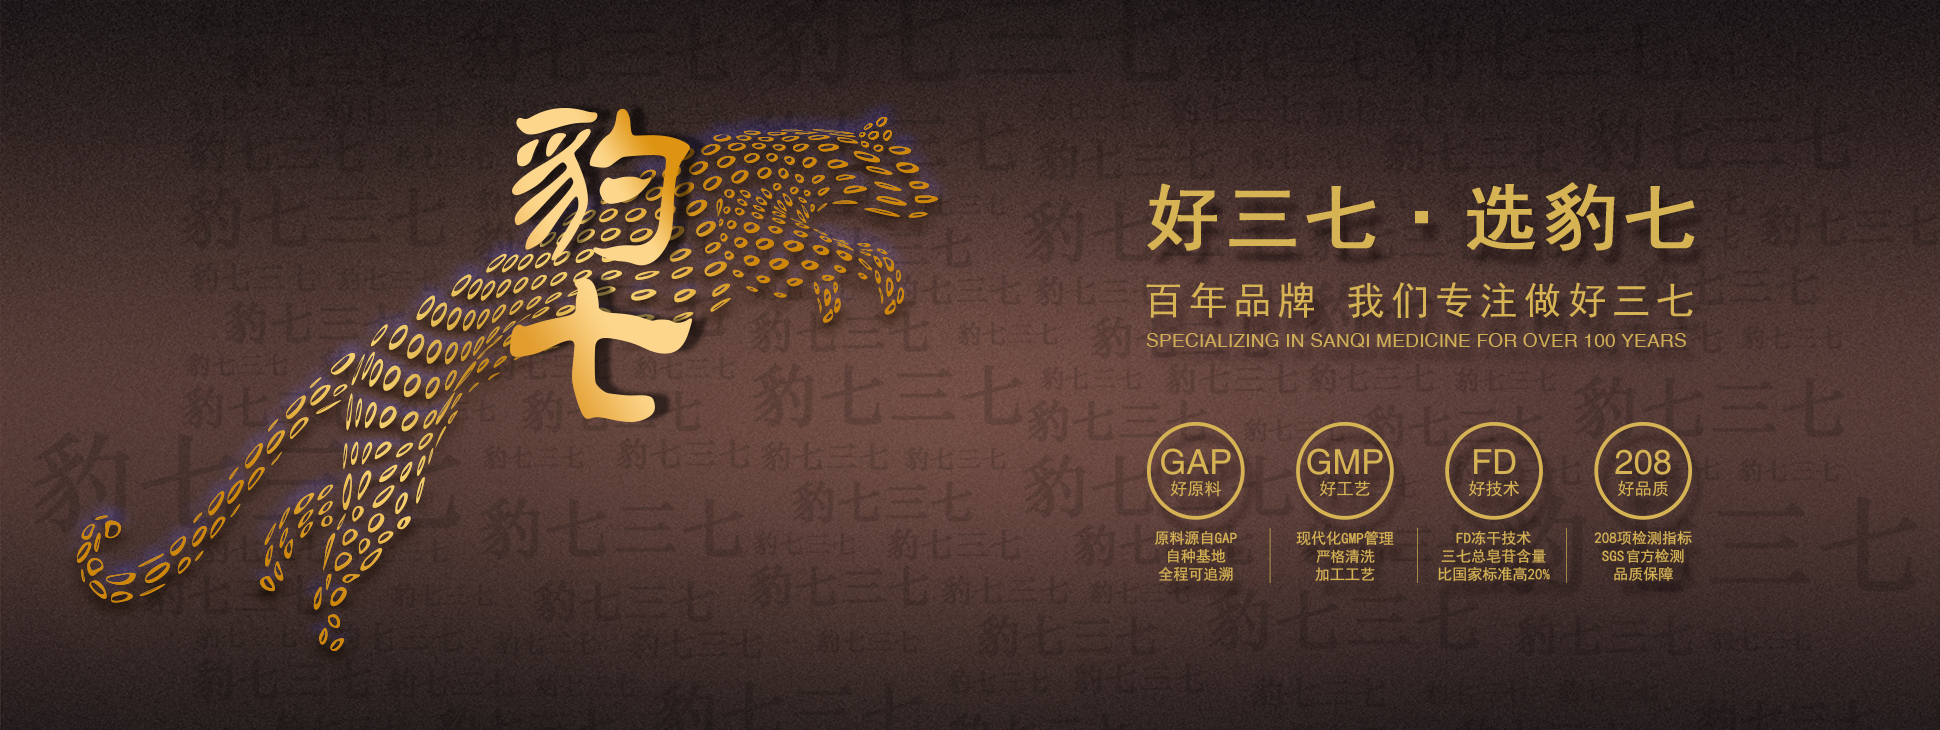 豹七
好三七·选豹七
百年品牌 我们专注做好三七
SPECIALIZING IN SANQI MEDICINE FOR OVER 100 YEARS
GAP
好原料
原料源自GAP
自种基地
全程可追溯
GMP
好工艺
现代化GMP管理
严格清洗
加工工艺
FD
好技术
FD冻干技术
三七总皂苷含量
比国家标准高20%
208
好品质
208项检测指标
SGS官方检测
品质保障
豹七三七